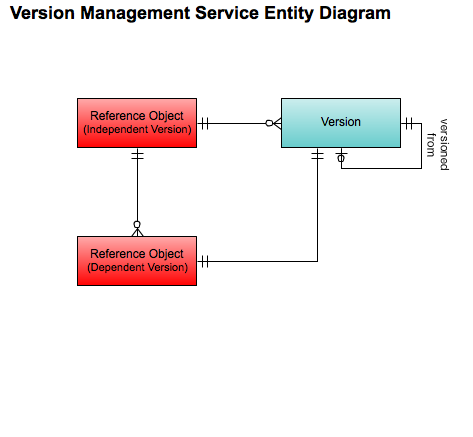 Version Management Service Entity Diagram
Reference Object
(Independent Version)
Version
versioned
from
Reference Object
(Dependent Version)